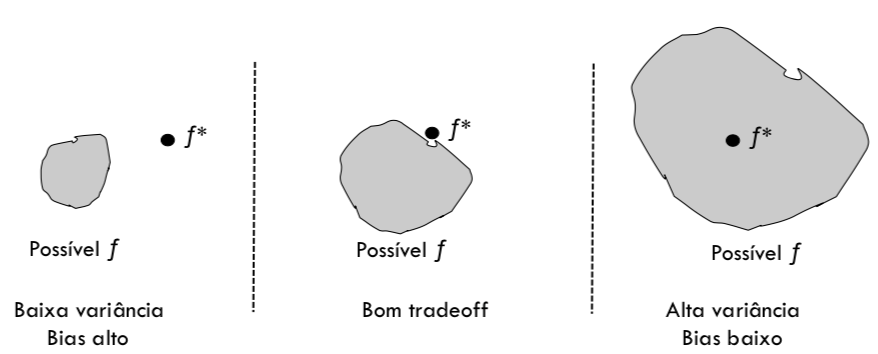 f*
Possível f
Baixa variância
Bias alto
f*
Possível f
Bom tradeoff
f*
Possível f
Alta variância
Bias baixo